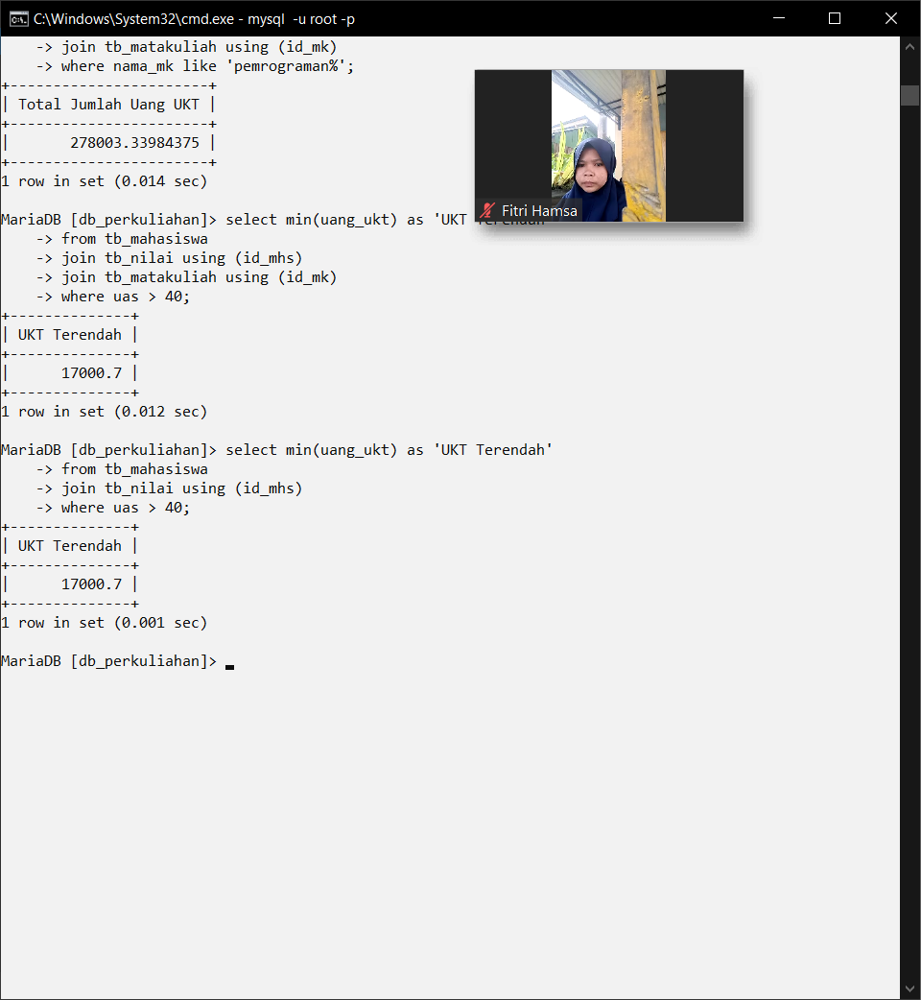 C:\Windows\System32\cmd.exe - mysql  -u root -p
    -> join tb_matakuliah using (id_mk)
    -> where nama_mk like 'pemrograman%';
+-----------------------+
| Total Jumlah Uang UKT |
+-----------------------+
|       278003.33984375 |
+-----------------------+
1 row in set (0.014 sec)
MariaDB [db_perkuliahan]> select min(uang_ukt) as 'UKT
Fitri Hamsa
    -> from tb_mahasiswa
    -> join tb_nilai using (id_mhs)
    -> join tb_matakuliah using (id_mk)
    -> where uas > 40;
+--------------+
| UKT Terendah |
+--------------+
|      17000.7 |
+--------------+
1 row in set (0.012 sec)
MariaDB [db_perkuliahan]> select min(uang_ukt) as 'UKT Terendah'
    -> from tb_mahasiswa
    -> join tb_nilai using (id_mhs)
    -> where uas > 40;
+--------------+
| UKT Terendah |
+--------------+
|      17000.7 |
+--------------+
1 row in set (0.001 sec)
MariaDB [db_perkuliahan]>